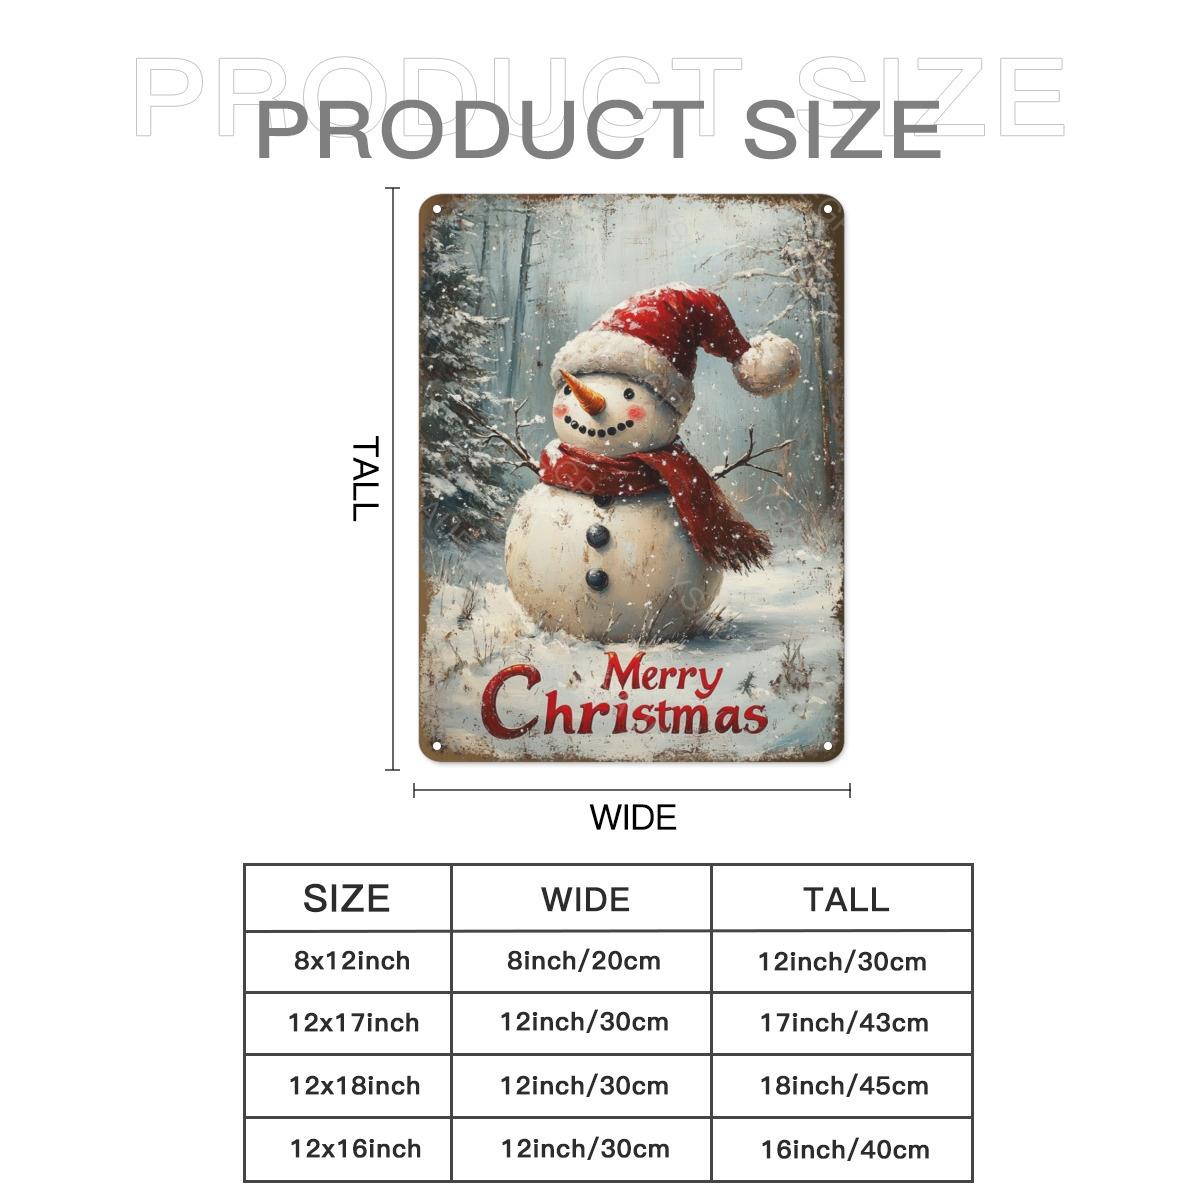 PRODUCT SIZE
PRODUCT SIZE
TALL
Merry
Christmas
WIDE
SIZE WIDE TALL
8x12inch 8inch/20cm 12inch/30cm
12x17inch 12inch/30cm 17inch/43cm
12x18inch 12inch/30cm 18inch/45cm
12x16inch 12inch/30cm 16inch/40cm